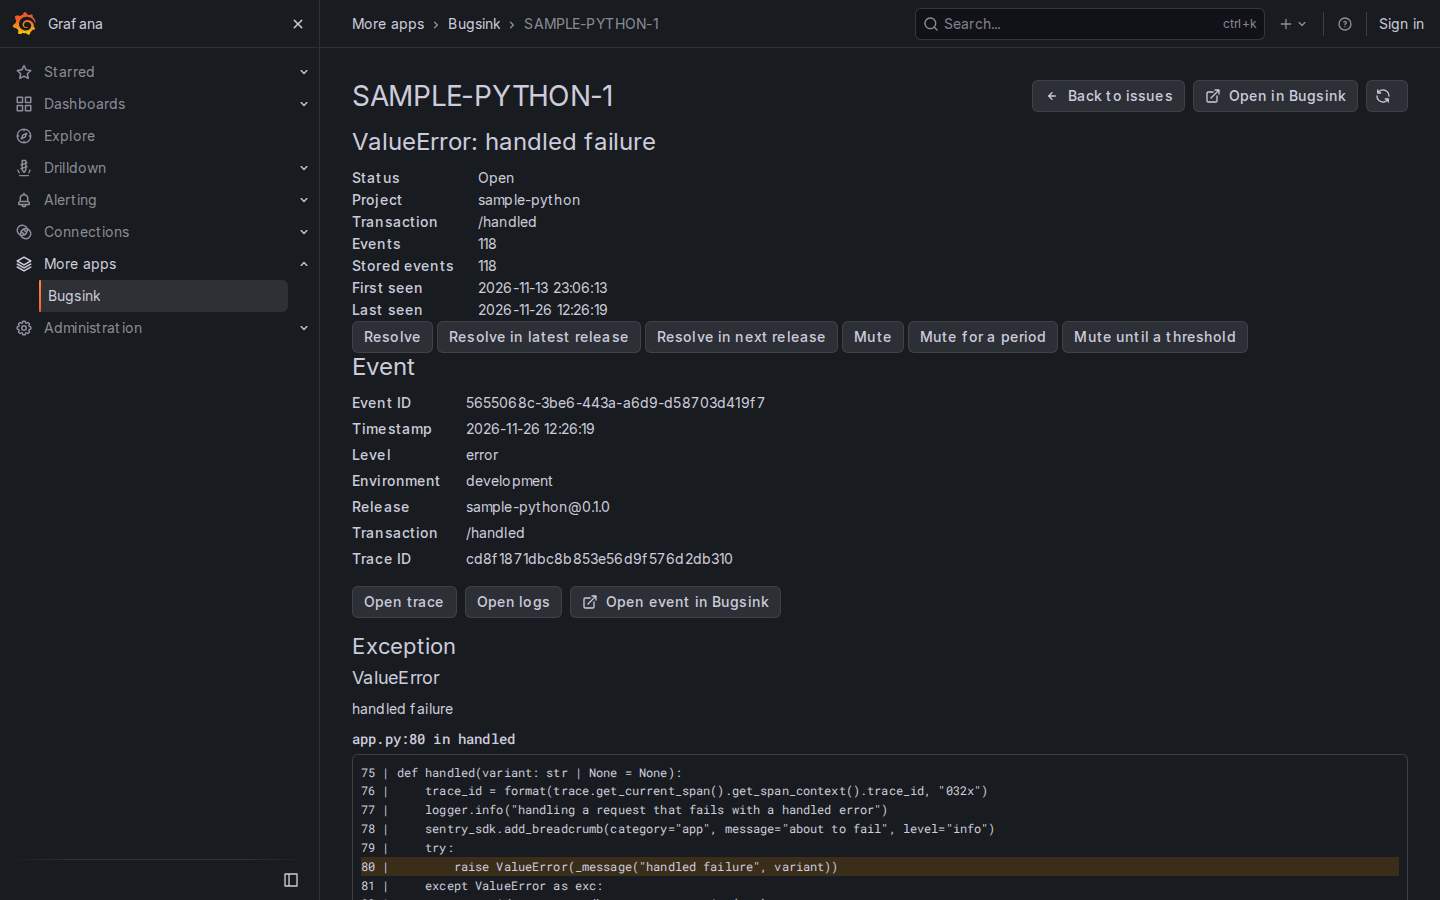 Grafana
More apps › Bugsink › SAMPLE-PYTHON-1
Search...
ctrl+k
Sign in
Starred
Dashboards
Explore
Drilldown
Alerting
Connections
More apps
Bugsink
Administration
SAMPLE-PYTHON-1
Back to issues
Open in Bugsink
ValueError: handled failure
Status Open
Project sample-python
Transaction /handled
Events 118
Stored events 118
First seen 2026-11-13 23:06:13
Last seen 2026-11-26 12:26:19
Resolve Resolve in latest release Resolve in next release Mute Mute for a period Mute until a threshold
Event
Event ID 5655068c-3be6-443a-a6d9-d58703d419f7
Timestamp 2026-11-26 12:26:19
Level error
Environment development
Release sample-python@0.1.0
Transaction /handled
Trace ID cd8f1871dbc8b853e56d9f576d2db310
Open trace Open logs Open event in Bugsink
Exception
ValueError
handled failure
app.py:80 in handled
75 | def handled(variant: str | None = None):
76 |     trace_id = format(trace.get_current_span().get_span_context().trace_id, "032x")
77 |     logger.info("handling a request that fails with a handled error")
78 |     sentry_sdk.add_breadcrumb(category="app", message="about to fail", level="info")
79 |     try:
80 |         raise ValueError(_message("handled failure", variant))
81 |     except ValueError as exc: